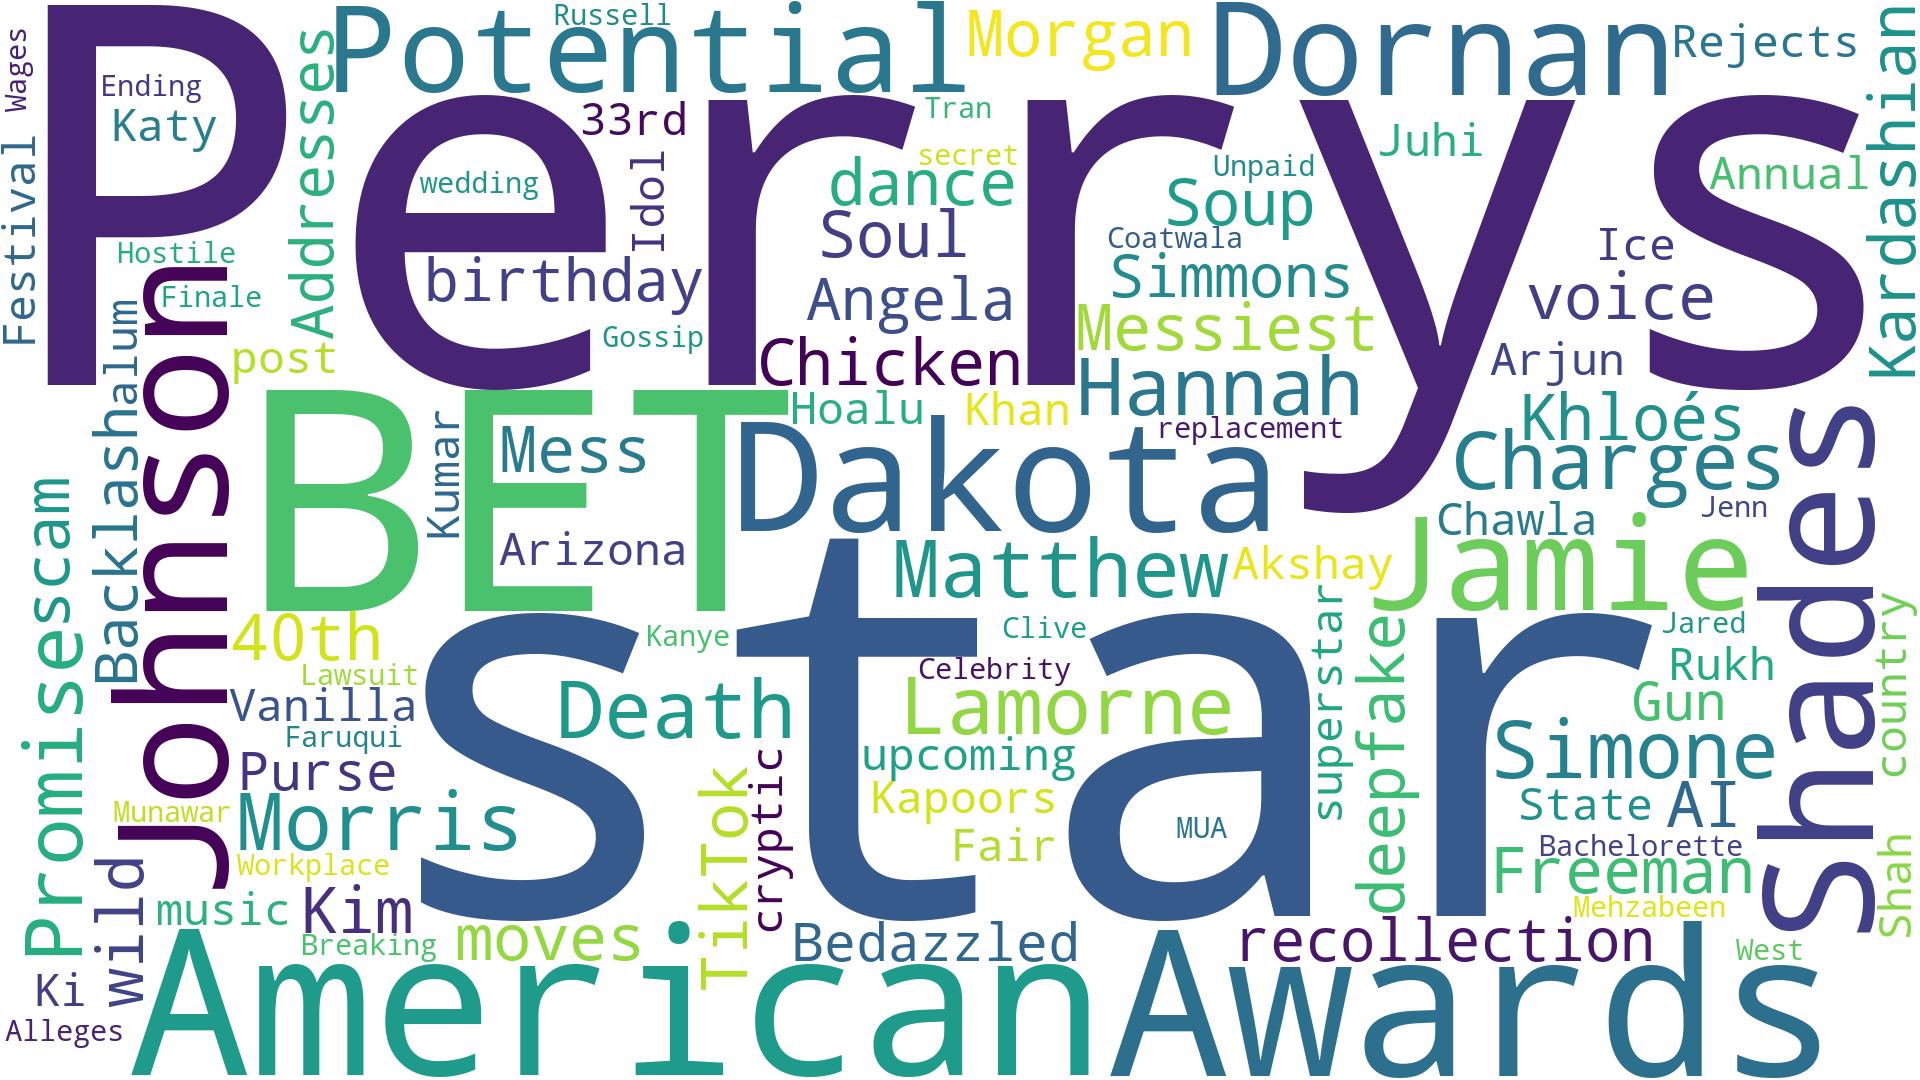 Perrys
star
American
Awards
BET
Johnson
shades
Dakota
Dornan
Potential
Jamie
Morgan
Rejects
Kardashian
Russell
Wages
Festival
Ending
Katy
Addresses
33rd
Tran
Juhi
Annual
secret
wedding
Idol
dance
Unpaid
Soup
Soul
Coatwala
Ice
Hostile
Finale
birthday
Angela
Simmons
voice
Gossip
Messiest
post
Chicken
Hannah
Arjun
alum
Backlash
Hoalu
Khan
replacement
Khloés
Kumar
Mess
Charges
Jenn
Chawla
scam
Promises
Arizona
Matthew
Akshay
40th
Kanye
Clive
superstar
deepfake
Jared
country
Lawsuit
Celebrity
Rukh
Vanilla
Death
Lamorne
Gun
Faruqui
upcoming
Simone
Purse
TikTok
cryptic
Kapoors
State
AI
Munawar
Morris
MUA
Fair
Bachelorette
Shah
Workplace
Freeman
wild
music
Kim
Mehzabeen
Breaking
moves
Bedazzled
recollection
West
Ki
Alleges